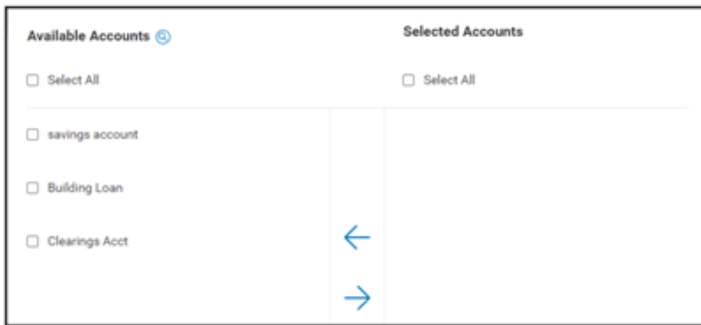 Available Accounts
Selected Accounts
Select All
Select All
savings account
Building Loan
Clearings Acct